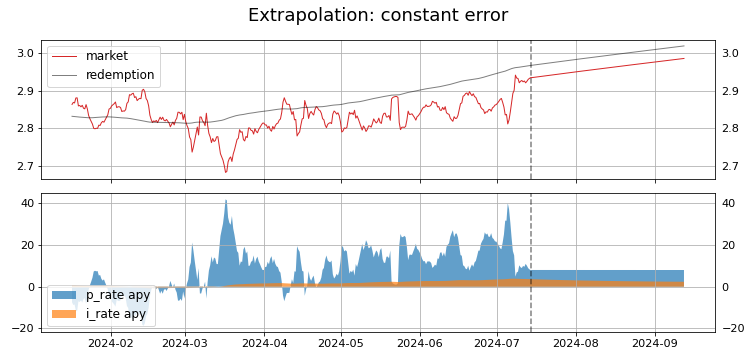 Extrapolation: constant error
3.0
2.9
2.8
2.7
market
redemption
3.0
2.9
2.8
2.7
40
20
0
−20
p_rate apy
i_rate apy
40
20
0
−20
2024-02 2024-03 2024-04 2024-05 2024-06 2024-07 2024-08 2024-09